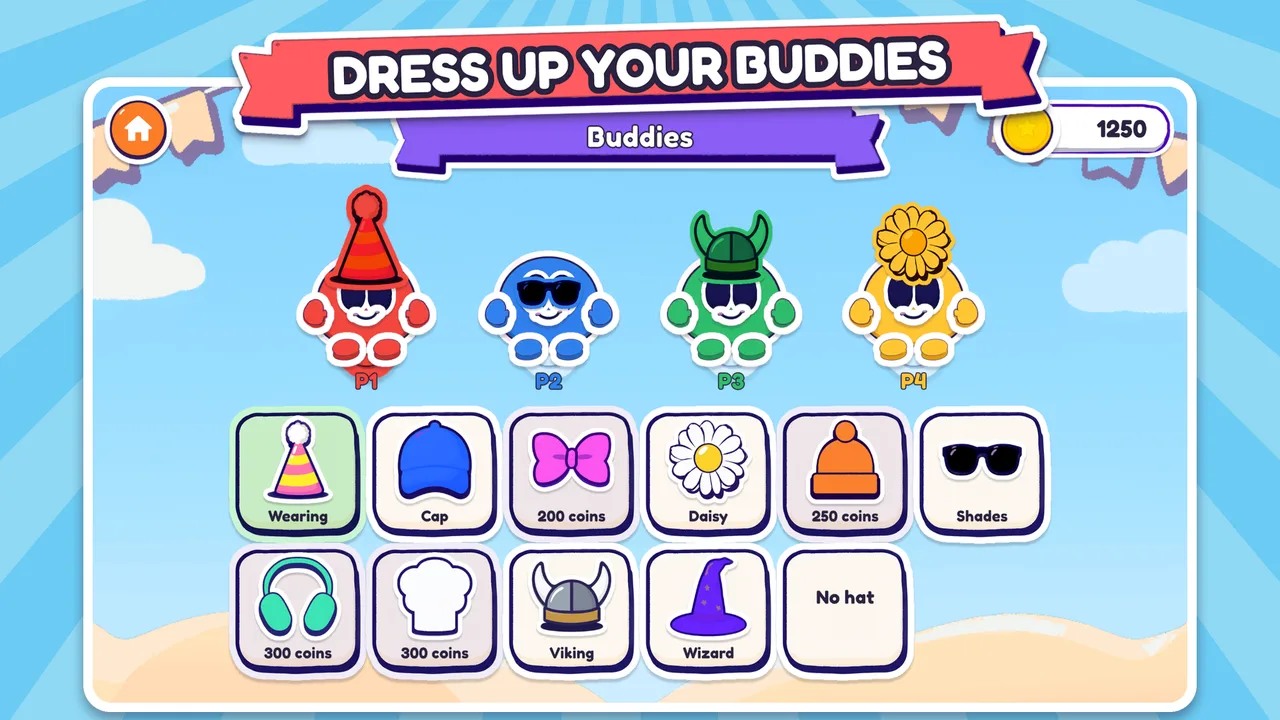 DRESS UP YOUR BUDDIES
Buddies
1250
P1
P2
P3
P4
Wearing
Cap
200 coins
Daisy
250 coins
Shades
300 coins
300 coins
Viking
Wizard
No hat